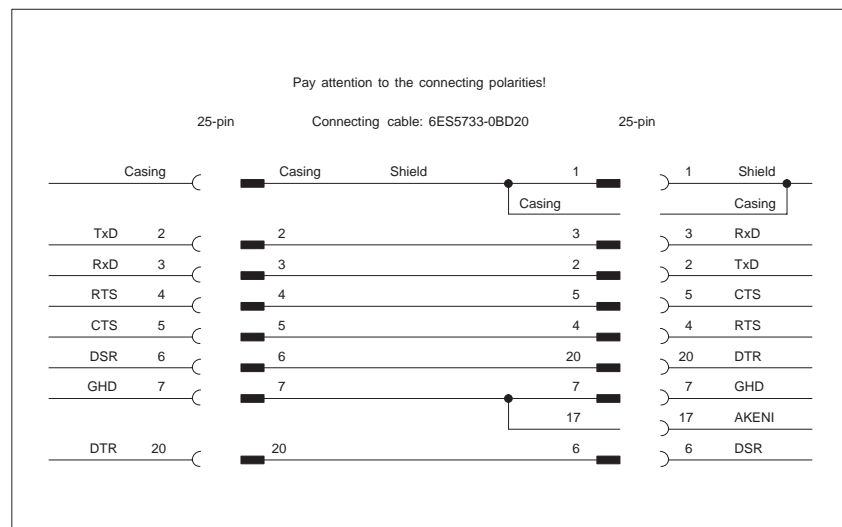 Pay attention to the connecting polarities!
25-pin Connecting cable: 6ES5733-0BD20 25-pin
Casing Casing Shield 1 1 Shield
Casing Casing
TxD 2 2 3 3 RxD
RxD 3 3 2 2 TxD
RTS 4 4 5 5 CTS
CTS 5 5 4 4 RTS
DSR 6 6 20 20 DTR
GHD 7 7 7 7 GHD
17 17 AKENI
DTR 20 20 6 6 DSR